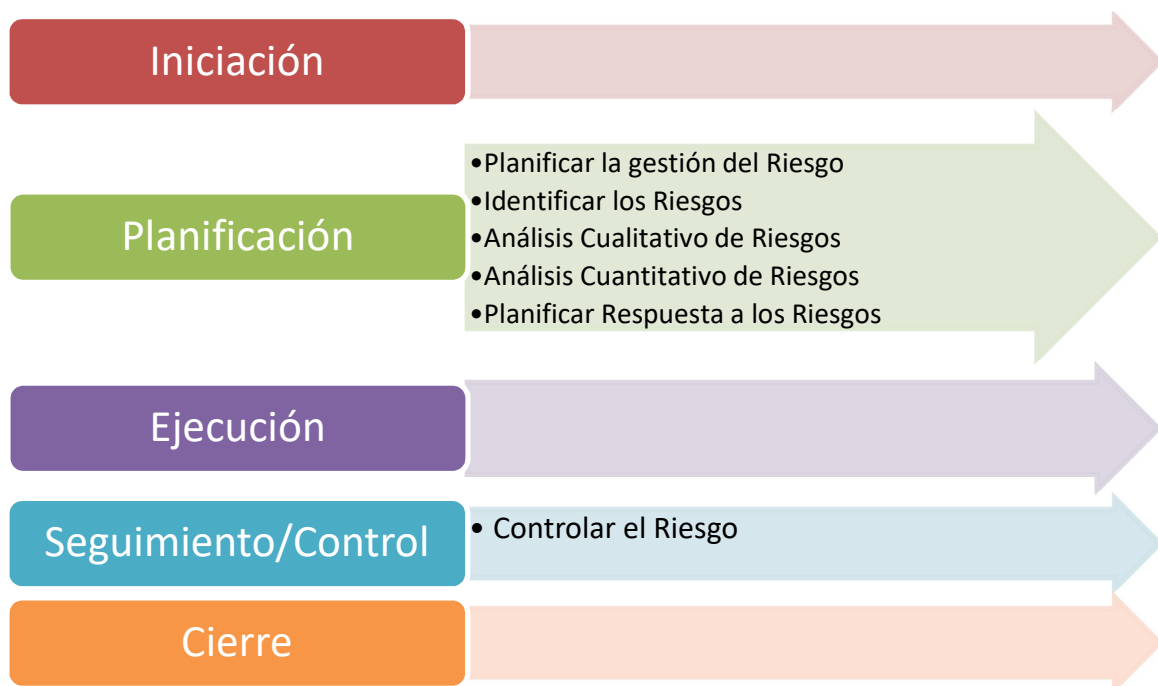 Iniciación
Planificación
•Planificar la gestión del Riesgo
•Identificar los Riesgos
•Análisis Cualitativo de Riesgos
•Análisis Cuantitativo de Riesgos
•Planificar Respuesta a los Riesgos
Ejecución
Seguimiento/Control
• Controlar el Riesgo
Cierre